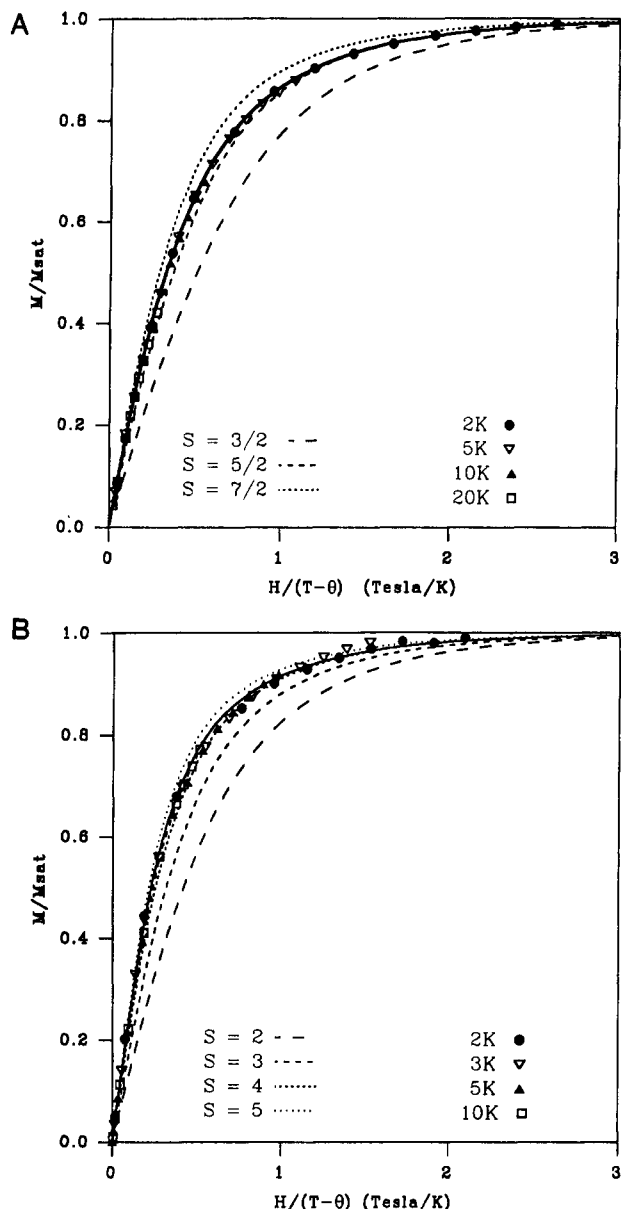 A
1.0
0.8
0.6
0.4
0.2
0.0
M/Msat
S = 3/2
S = 5/2
S = 7/2
2K
5K
10K
20K
0 1 2 3
H/(T-θ) (Tesla/K)
B
1.0
0.8
0.6
0.4
0.2
0.0
M/Msat
S = 2
S = 3
S = 4
S = 5
2K
3K
5K
10K
0 1 2 3
H/(T-θ) (Tesla/K)